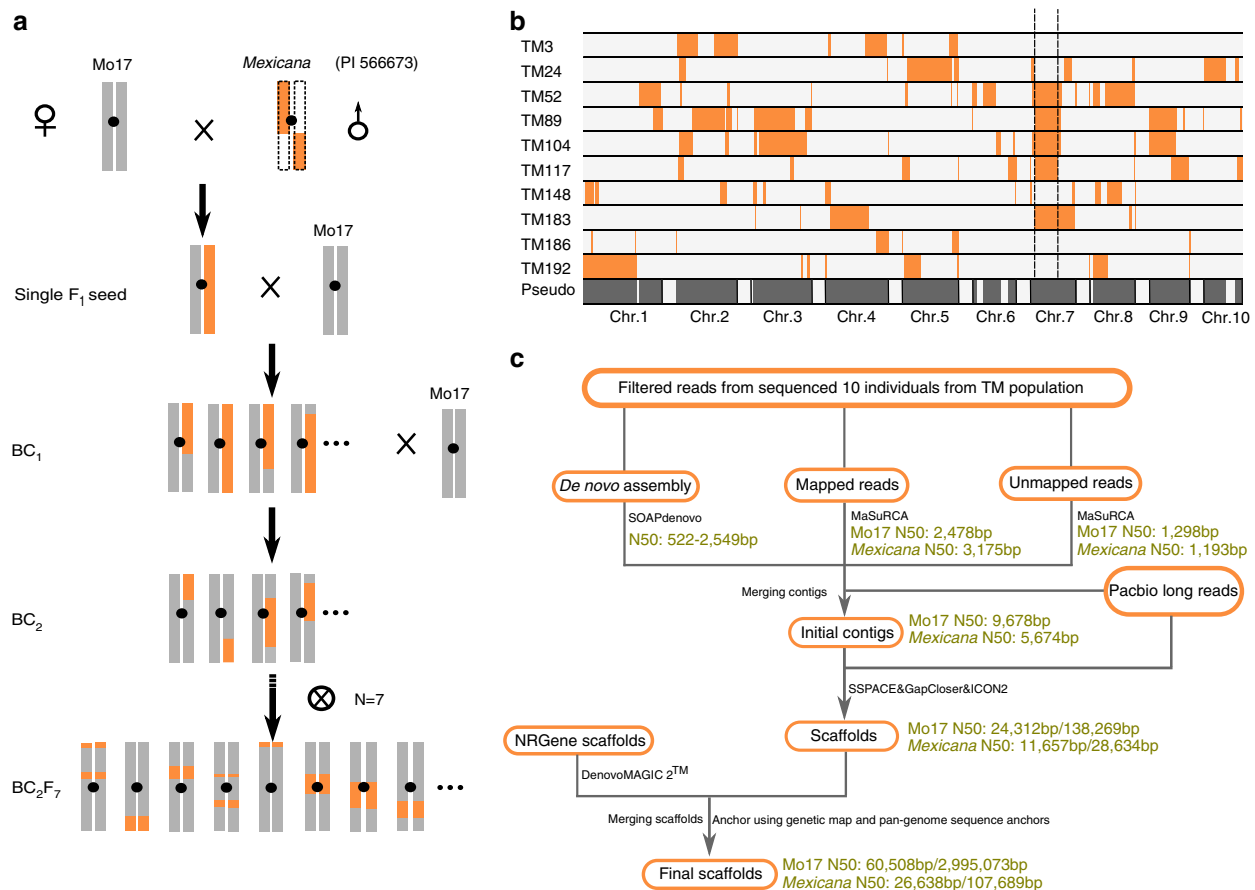 a
Mo17
Mexicana (PI 566673)
♀
×
♂
Mo17
Single F1 seed
×
Mo17
BC1
•••
×
BC2
•••
⊗ N=7
BC2F7
•••
b
TM3
TM24
TM52
TM89
TM104
TM117
TM148
TM183
TM186
TM192
Pseudo
Chr.1 Chr.2 Chr.3 Chr.4 Chr.5 Chr.6 Chr.7 Chr.8 Chr.9 Chr.10
c
Filtered reads from sequenced 10 individuals from TM population
De novo assembly
Mapped reads
Unmapped reads
SOAPdenovo
N50: 522-2,549bp
MaSuRCA
Mo17 N50: 2,478bp
Mexicana N50: 3,175bp
MaSuRCA
Mo17 N50: 1,298bp
Mexicana N50: 1,193bp
Merging contigs
Pacbio long reads
Initial contigs
Mo17 N50: 9,678bp
Mexicana N50: 5,674bp
SSPACE&GapCloser&ICON2
NRGene scaffolds
Scaffolds
Mo17 N50: 24,312bp/138,269bp
Mexicana N50: 11,657bp/28,634bp
DenovoMAGIC 2TM
Merging scaffolds
Anchor using genetic map and pan-genome sequence anchors
Final scaffolds
Mo17 N50: 60,508bp/2,995,073bp
Mexicana N50: 26,638bp/107,689bp